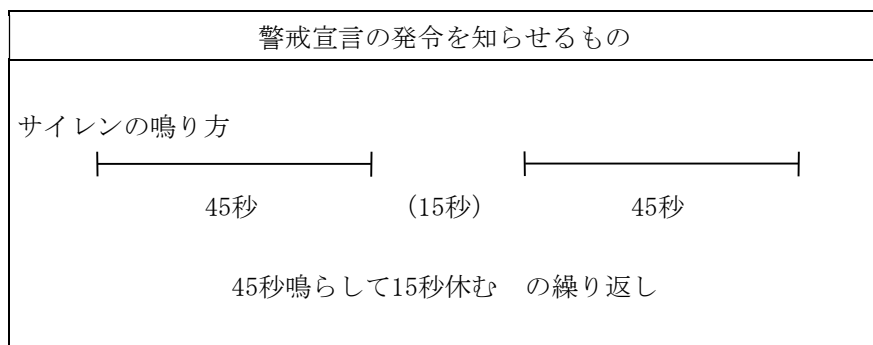 警戒宣言の発令を知らせるもの
サイレンの鳴り方
45秒 (15秒) 45秒
45秒鳴らして15秒休む　の繰り返し